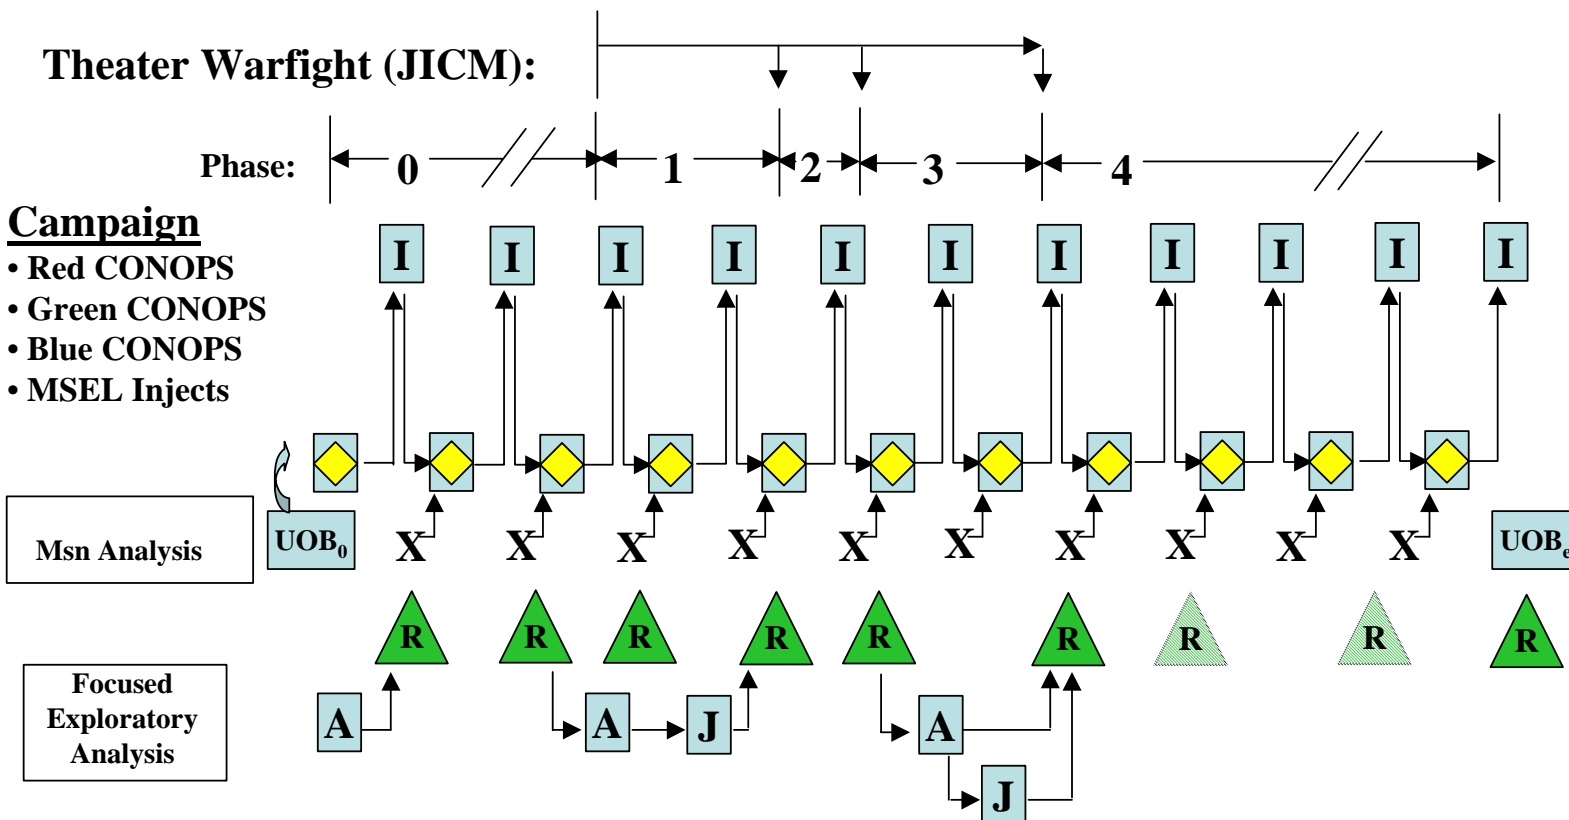 Theater Warfight (JICM):
Phase: 0 1 2 3 4
Campaign
I I I I I I I I I I I
• Red CONOPS
• Green CONOPS
• Blue CONOPS
• MSEL Injects
Msn Analysis
UOB0 X X X X X X X X X X UOBe
R R R R R R R R R
Focused
Exploratory
Analysis
A A J A
J